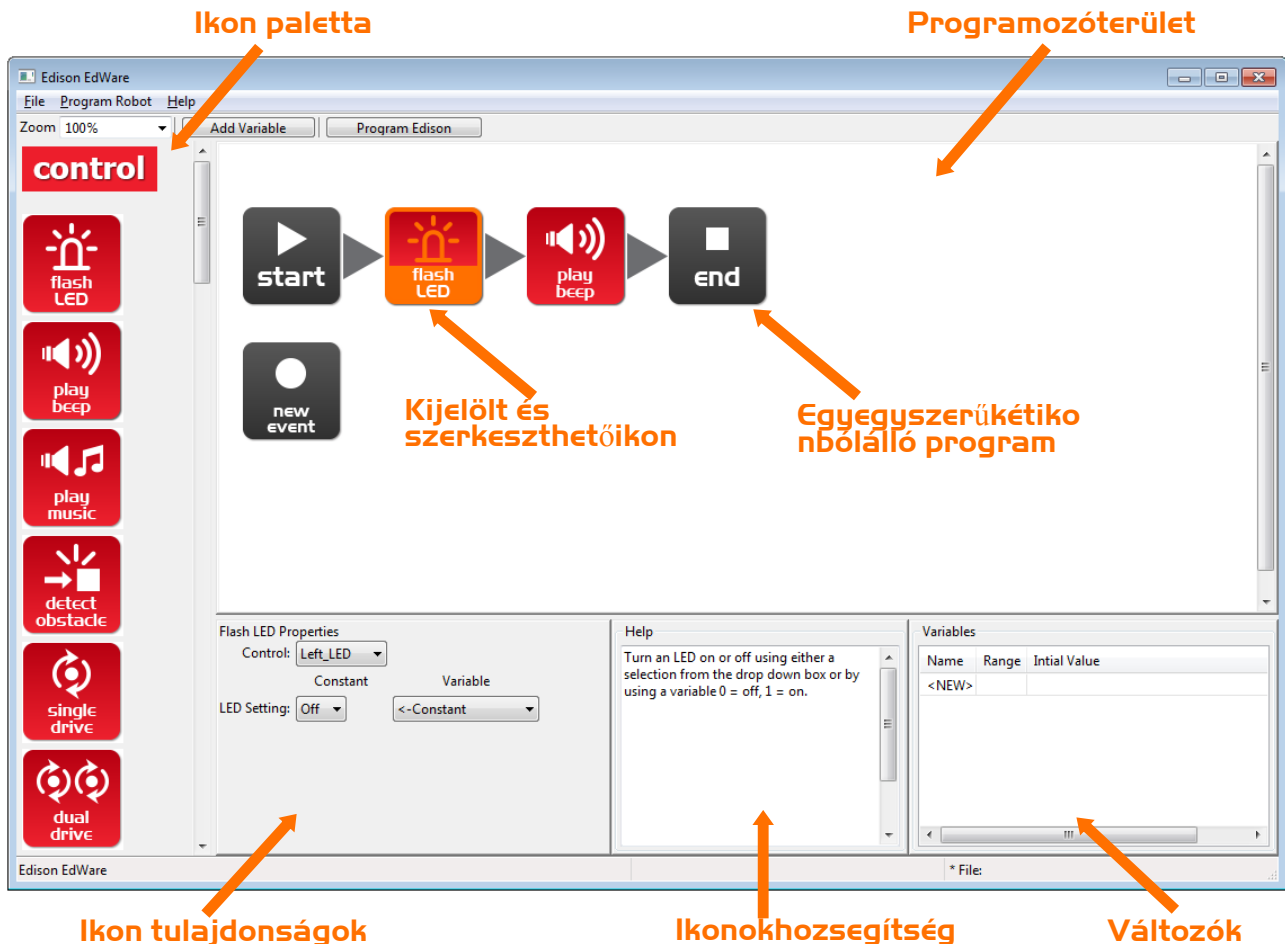 Ikon paletta
Programozóterület
Edison EdWare
File Program Robot Help
Zoom 100% Add Variable Program Edison
control
flash
LED
play
beep
play
music
detect
obstacle
single
drive
dual
drive
start
flash
LED
play
beep
end
new
event
Kijelölt és
szerkeszthetőikon
Egyegyszerűkétiko
nbólálló program
Flash LED Properties
Control: Left_LED
Constant Variable
LED Setting: Off <-Constant
Help
Turn an LED on or off using either a
selection from the drop down box or by
using a variable 0 = off, 1 = on.
Variables
Name Range Intial Value
<NEW>
Edison EdWare
* File:
Ikon tulajdonságok
Ikonokhozsegítség
Változók